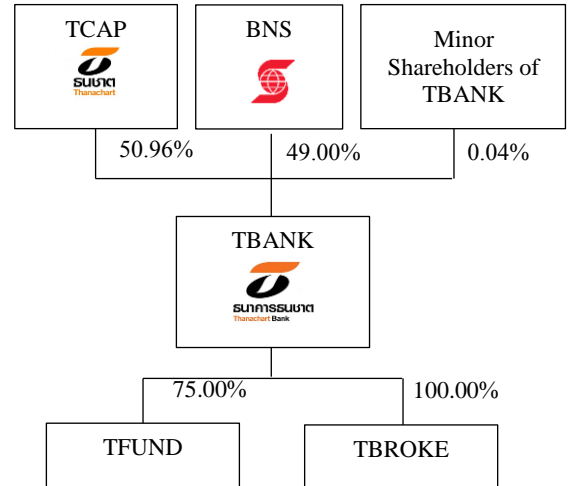 TCAP
ธนชาต
Thanachart
BNS
Minor
Shareholders of
TBANK
50.96%
49.00%
0.04%
TBANK
ธนาคารธนชาต
Thanachart Bank
75.00%
100.00%
TFUND
TBROKE